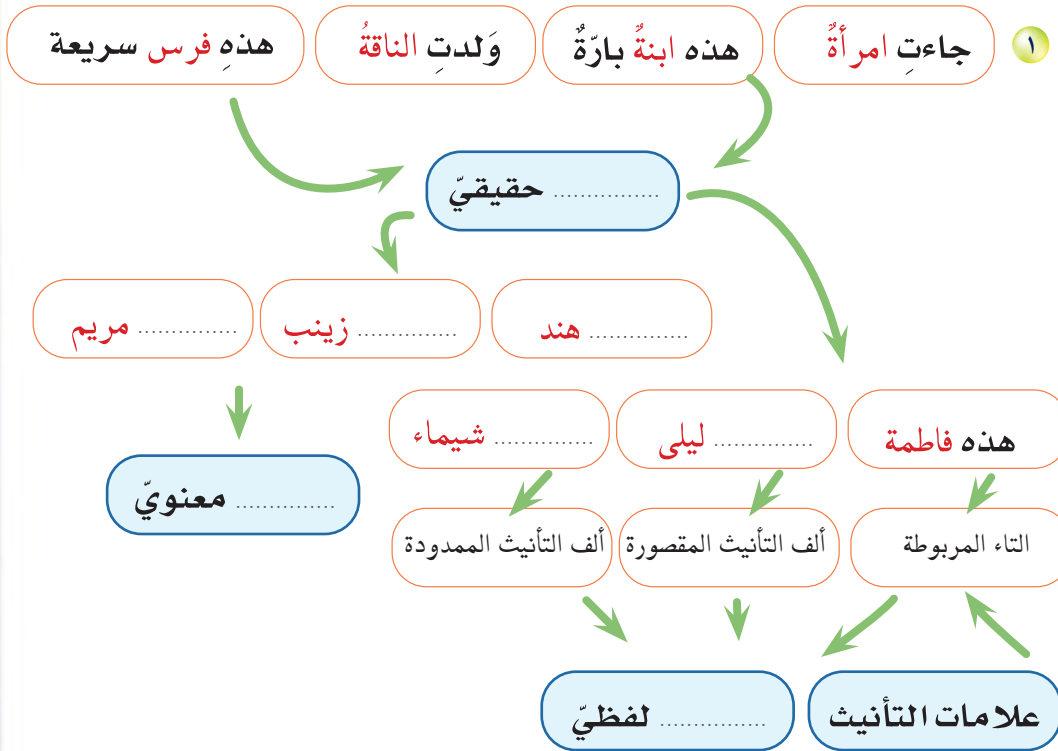 ١
جاءتِ امرأةٌ
هذه ابنةٌ بارّةٌ
وَلدتِ الناقةُ
هذهِ فرس سريعة
............... حقيقيّ
.............. هند
.............. زينب
.............. مريم
هذه فاطمة
.............. ليلى
.............. شيماء
............... معنويّ
التاء المربوطة
ألف التأنيث المقصورة
ألف التأنيث الممدودة
علامات التأنيث
............... لفظيّ